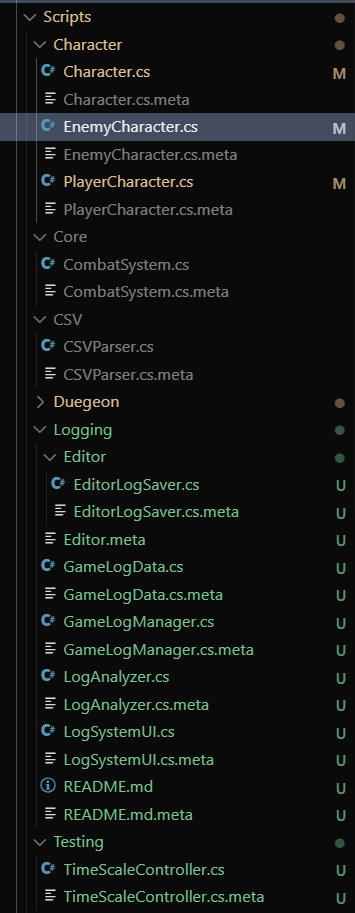 Scripts
Character
C# Character.cs M
Character.cs.meta
C# EnemyCharacter.cs M
EnemyCharacter.cs.meta
C# PlayerCharacter.cs M
PlayerCharacter.cs.meta
Core
C# CombatSystem.cs
CombatSystem.cs.meta
CSV
C# CSVParser.cs
CSVParser.cs.meta
Duegeon
Logging
Editor
C# EditorLogSaver.cs U
EditorLogSaver.cs.meta U
Editor.meta U
C# GameLogData.cs U
GameLogData.cs.meta U
C# GameLogManager.cs U
GameLogManager.cs.meta U
C# LogAnalyzer.cs U
LogAnalyzer.cs.meta U
C# LogSystemUI.cs U
LogSystemUI.cs.meta U
README.md U
README.md.meta U
Testing
C# TimeScaleController.cs U
TimeScaleController.cs.meta U